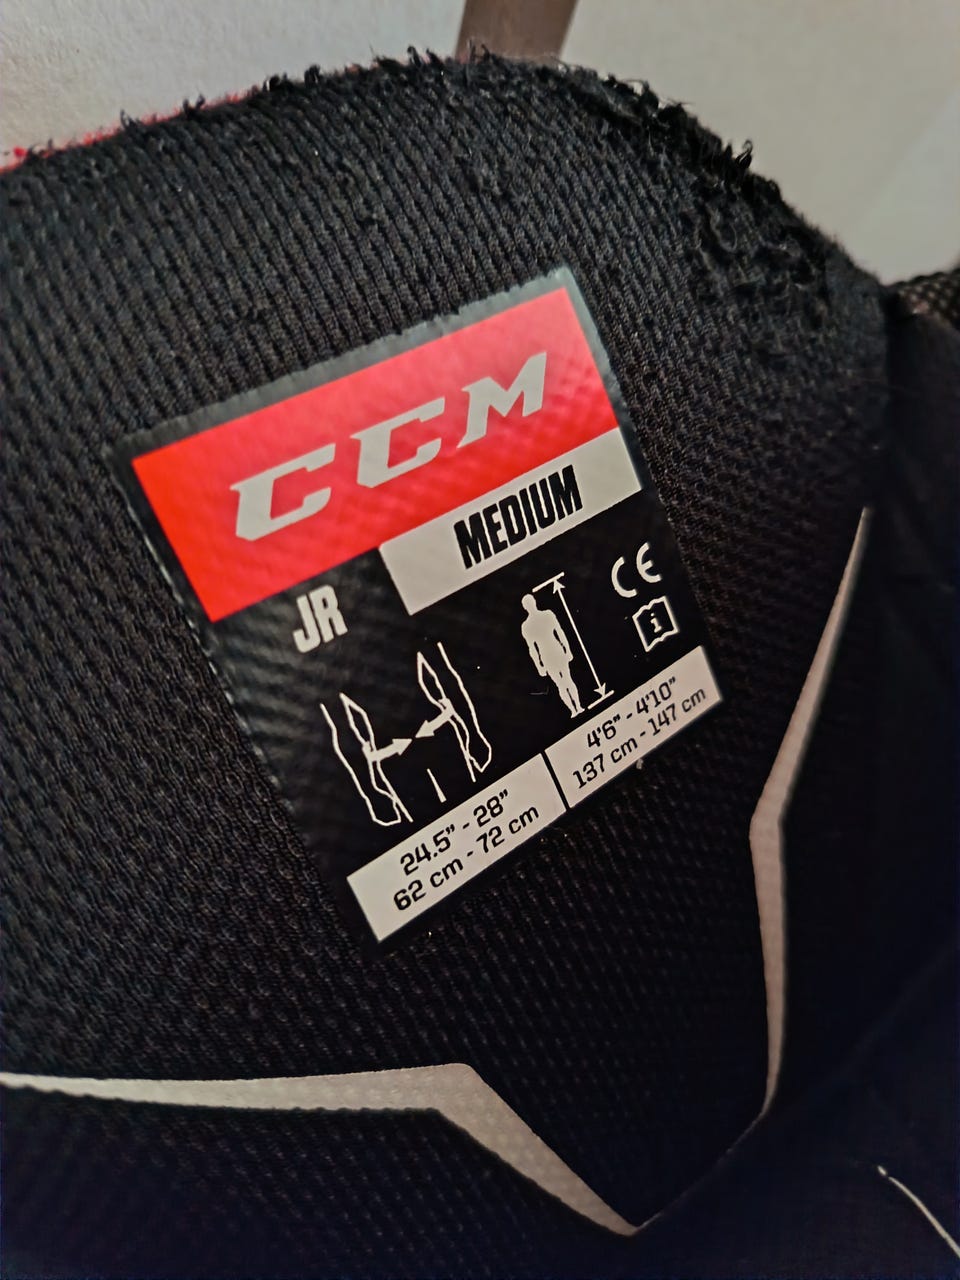 CCM
MEDIUM
JR
CE
i
24.5" - 28"
62 cm - 72 cm
4'6" - 4'10"
137 cm - 147 cm